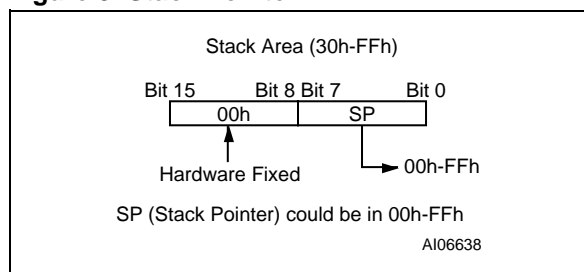 Stack Area (30h-FFh)
Bit 15 Bit 8 Bit 7 Bit 0
00h SP
Hardware Fixed 00h-FFh
SP (Stack Pointer) could be in 00h-FFh
AI06638